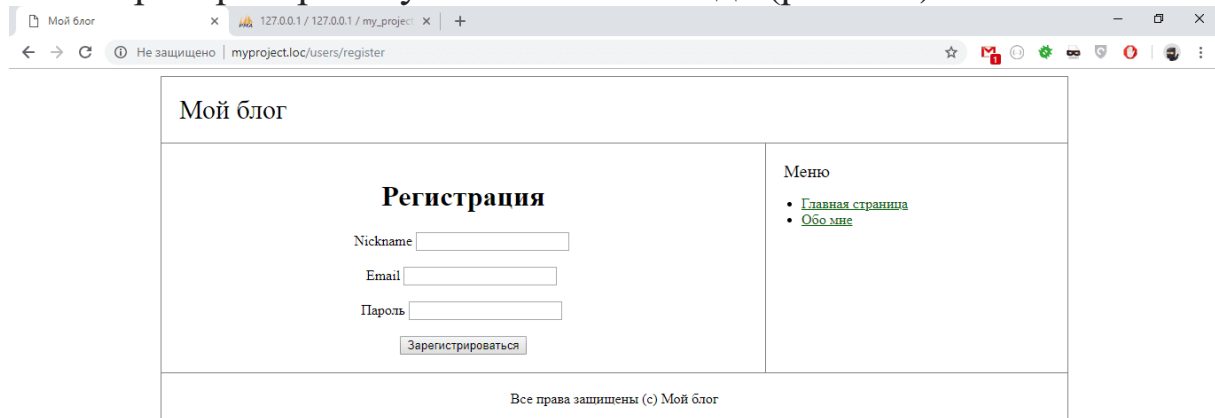 Мой блог
127.0.0.1 / 127.0.0.1 / my_project
Не защищено | myproject.loc/users/register
1
Мой блог
Регистрация
Nickname
Email
Пароль
Зарегистрироваться
Меню
Главная страница
Обо мне
Все права защищены (c) Мой блог